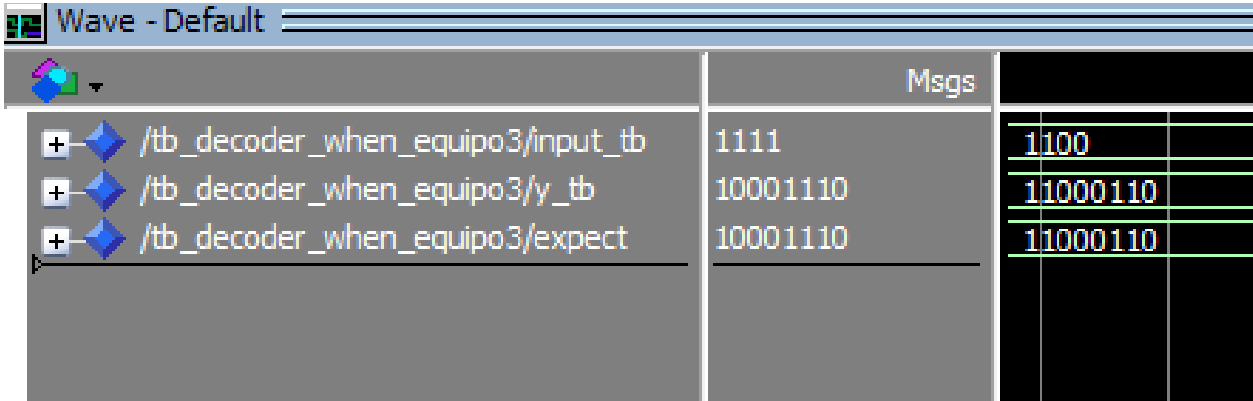 Wave - Default
Msgs
/tb_decoder_when_equipo3/input_tb 1111 1100
/tb_decoder_when_equipo3/y_tb 10001110 11000110
/tb_decoder_when_equipo3/expect 10001110 11000110